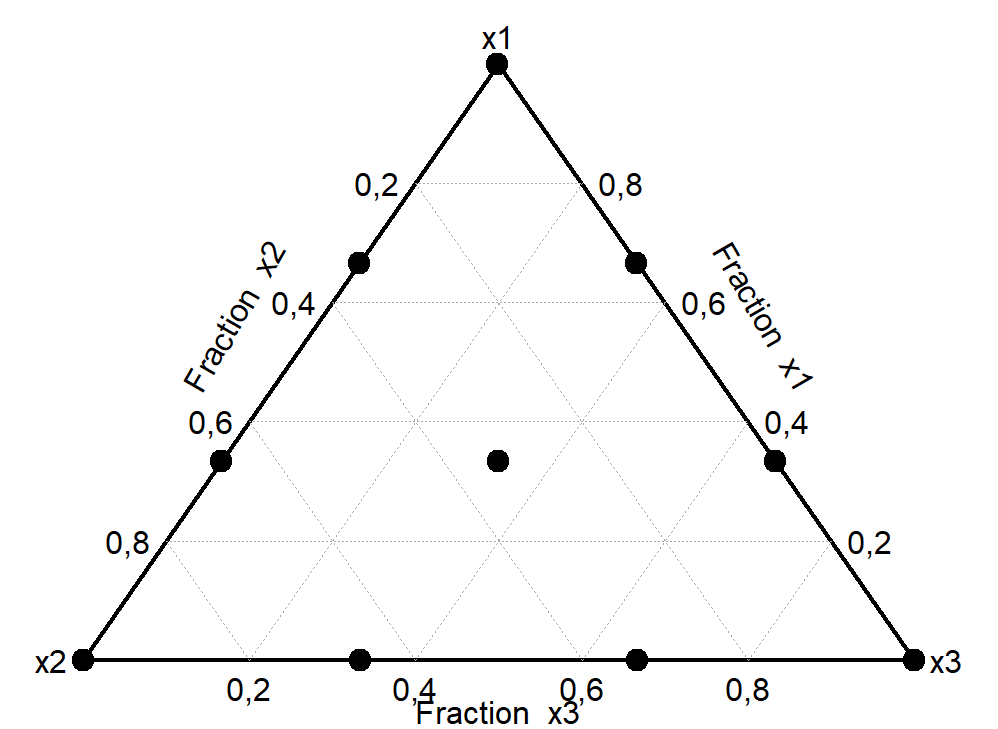 x1
0,2 0,8
Fraction x2
Fraction x1
0,4 0,6
0,6 0,4
0,8 0,2
x2 x3
0,2 0,4 0,6 0,8
Fraction x3